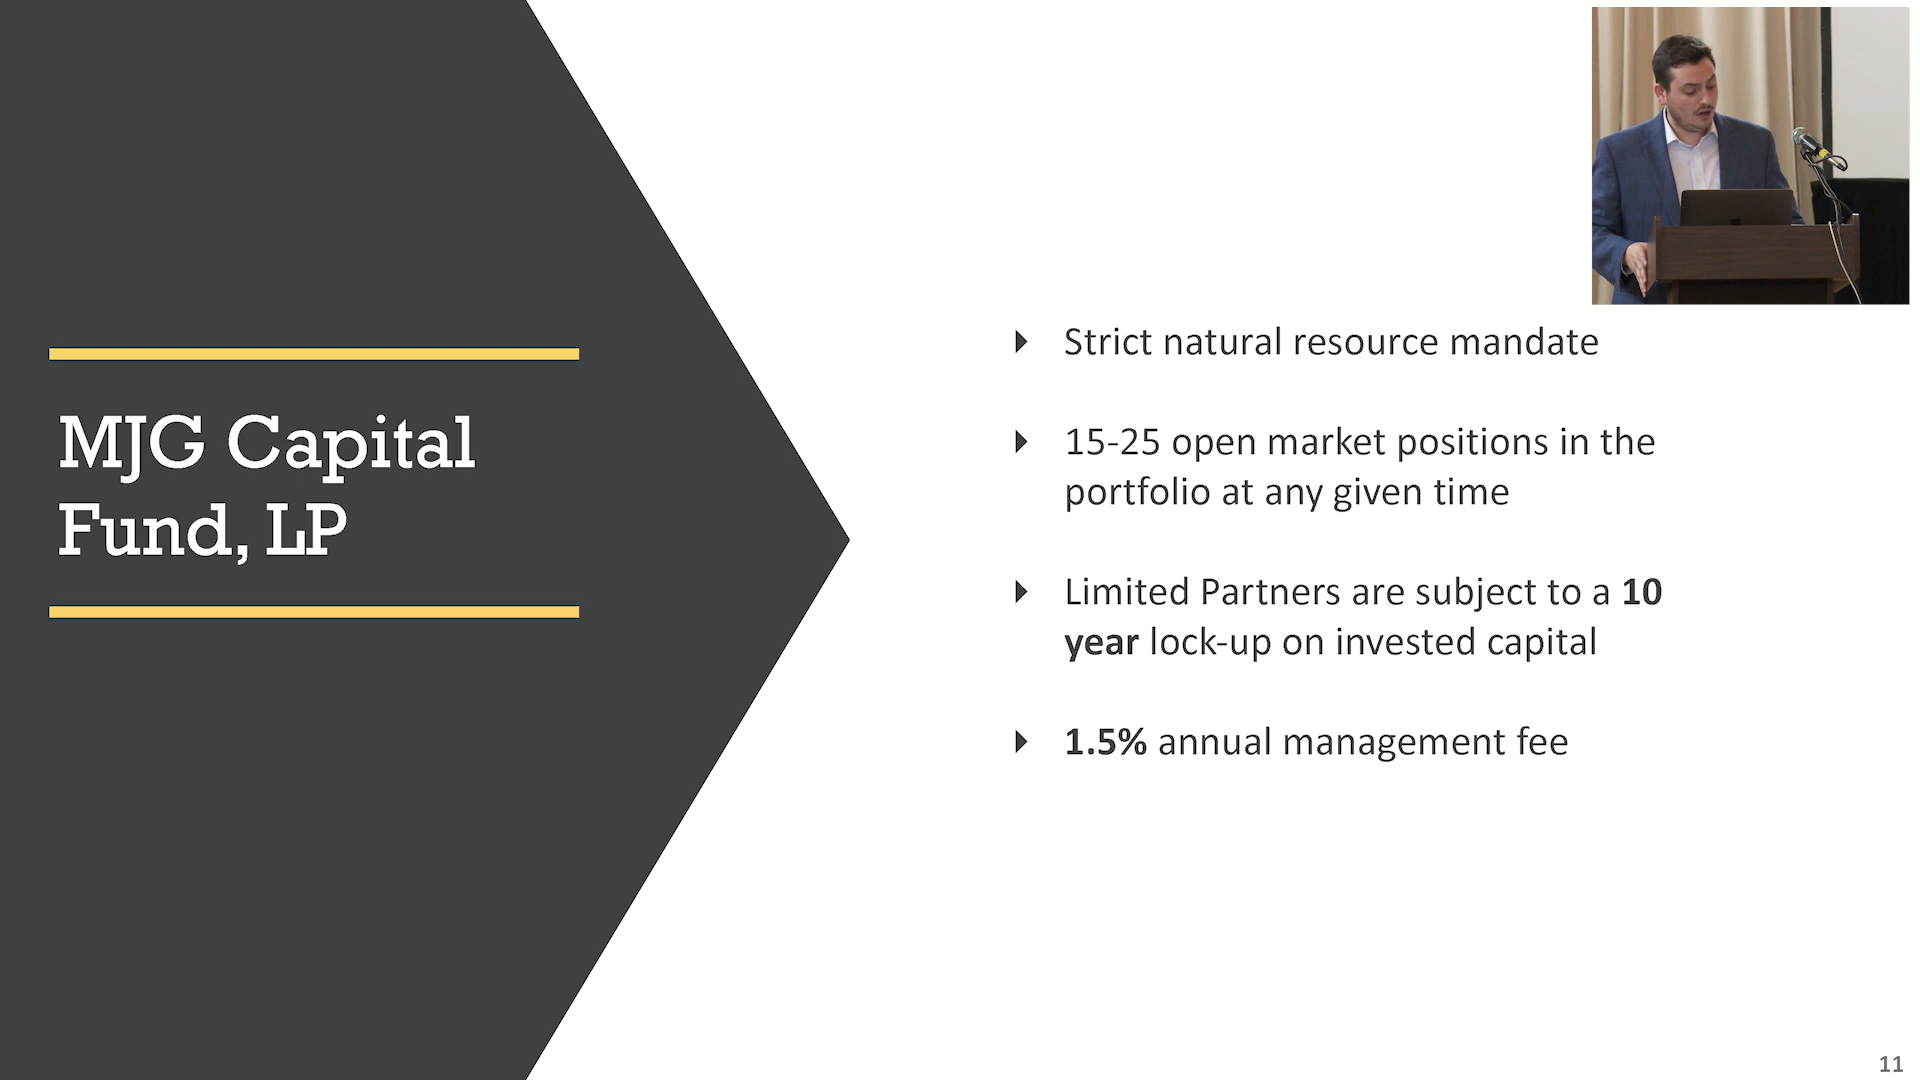 MJG Capital
Fund, LP
Strict natural resource mandate
15-25 open market positions in the
portfolio at any given time
Limited Partners are subject to a 10
year lock-up on invested capital
1.5% annual management fee
11